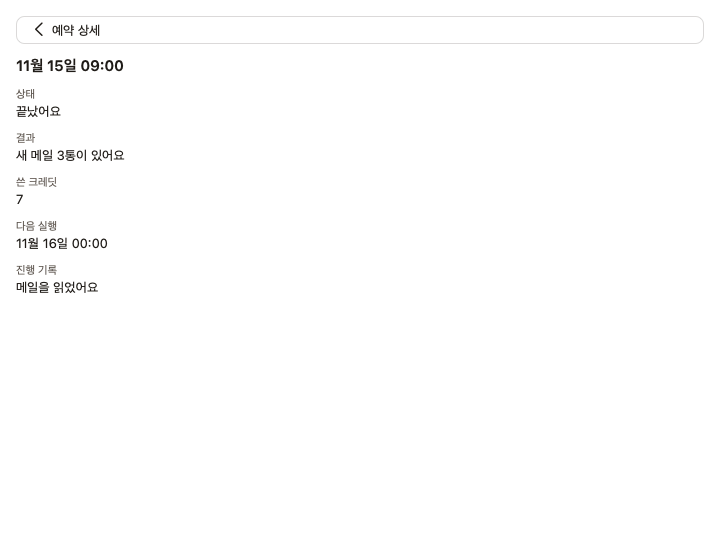 예약 상세
11월 15일 09:00
상태
끝났어요
결과
새 메일 3통이 있어요
쓴 크레딧
7
다음 실행
11월 16일 00:00
진행 기록
메일을 읽었어요